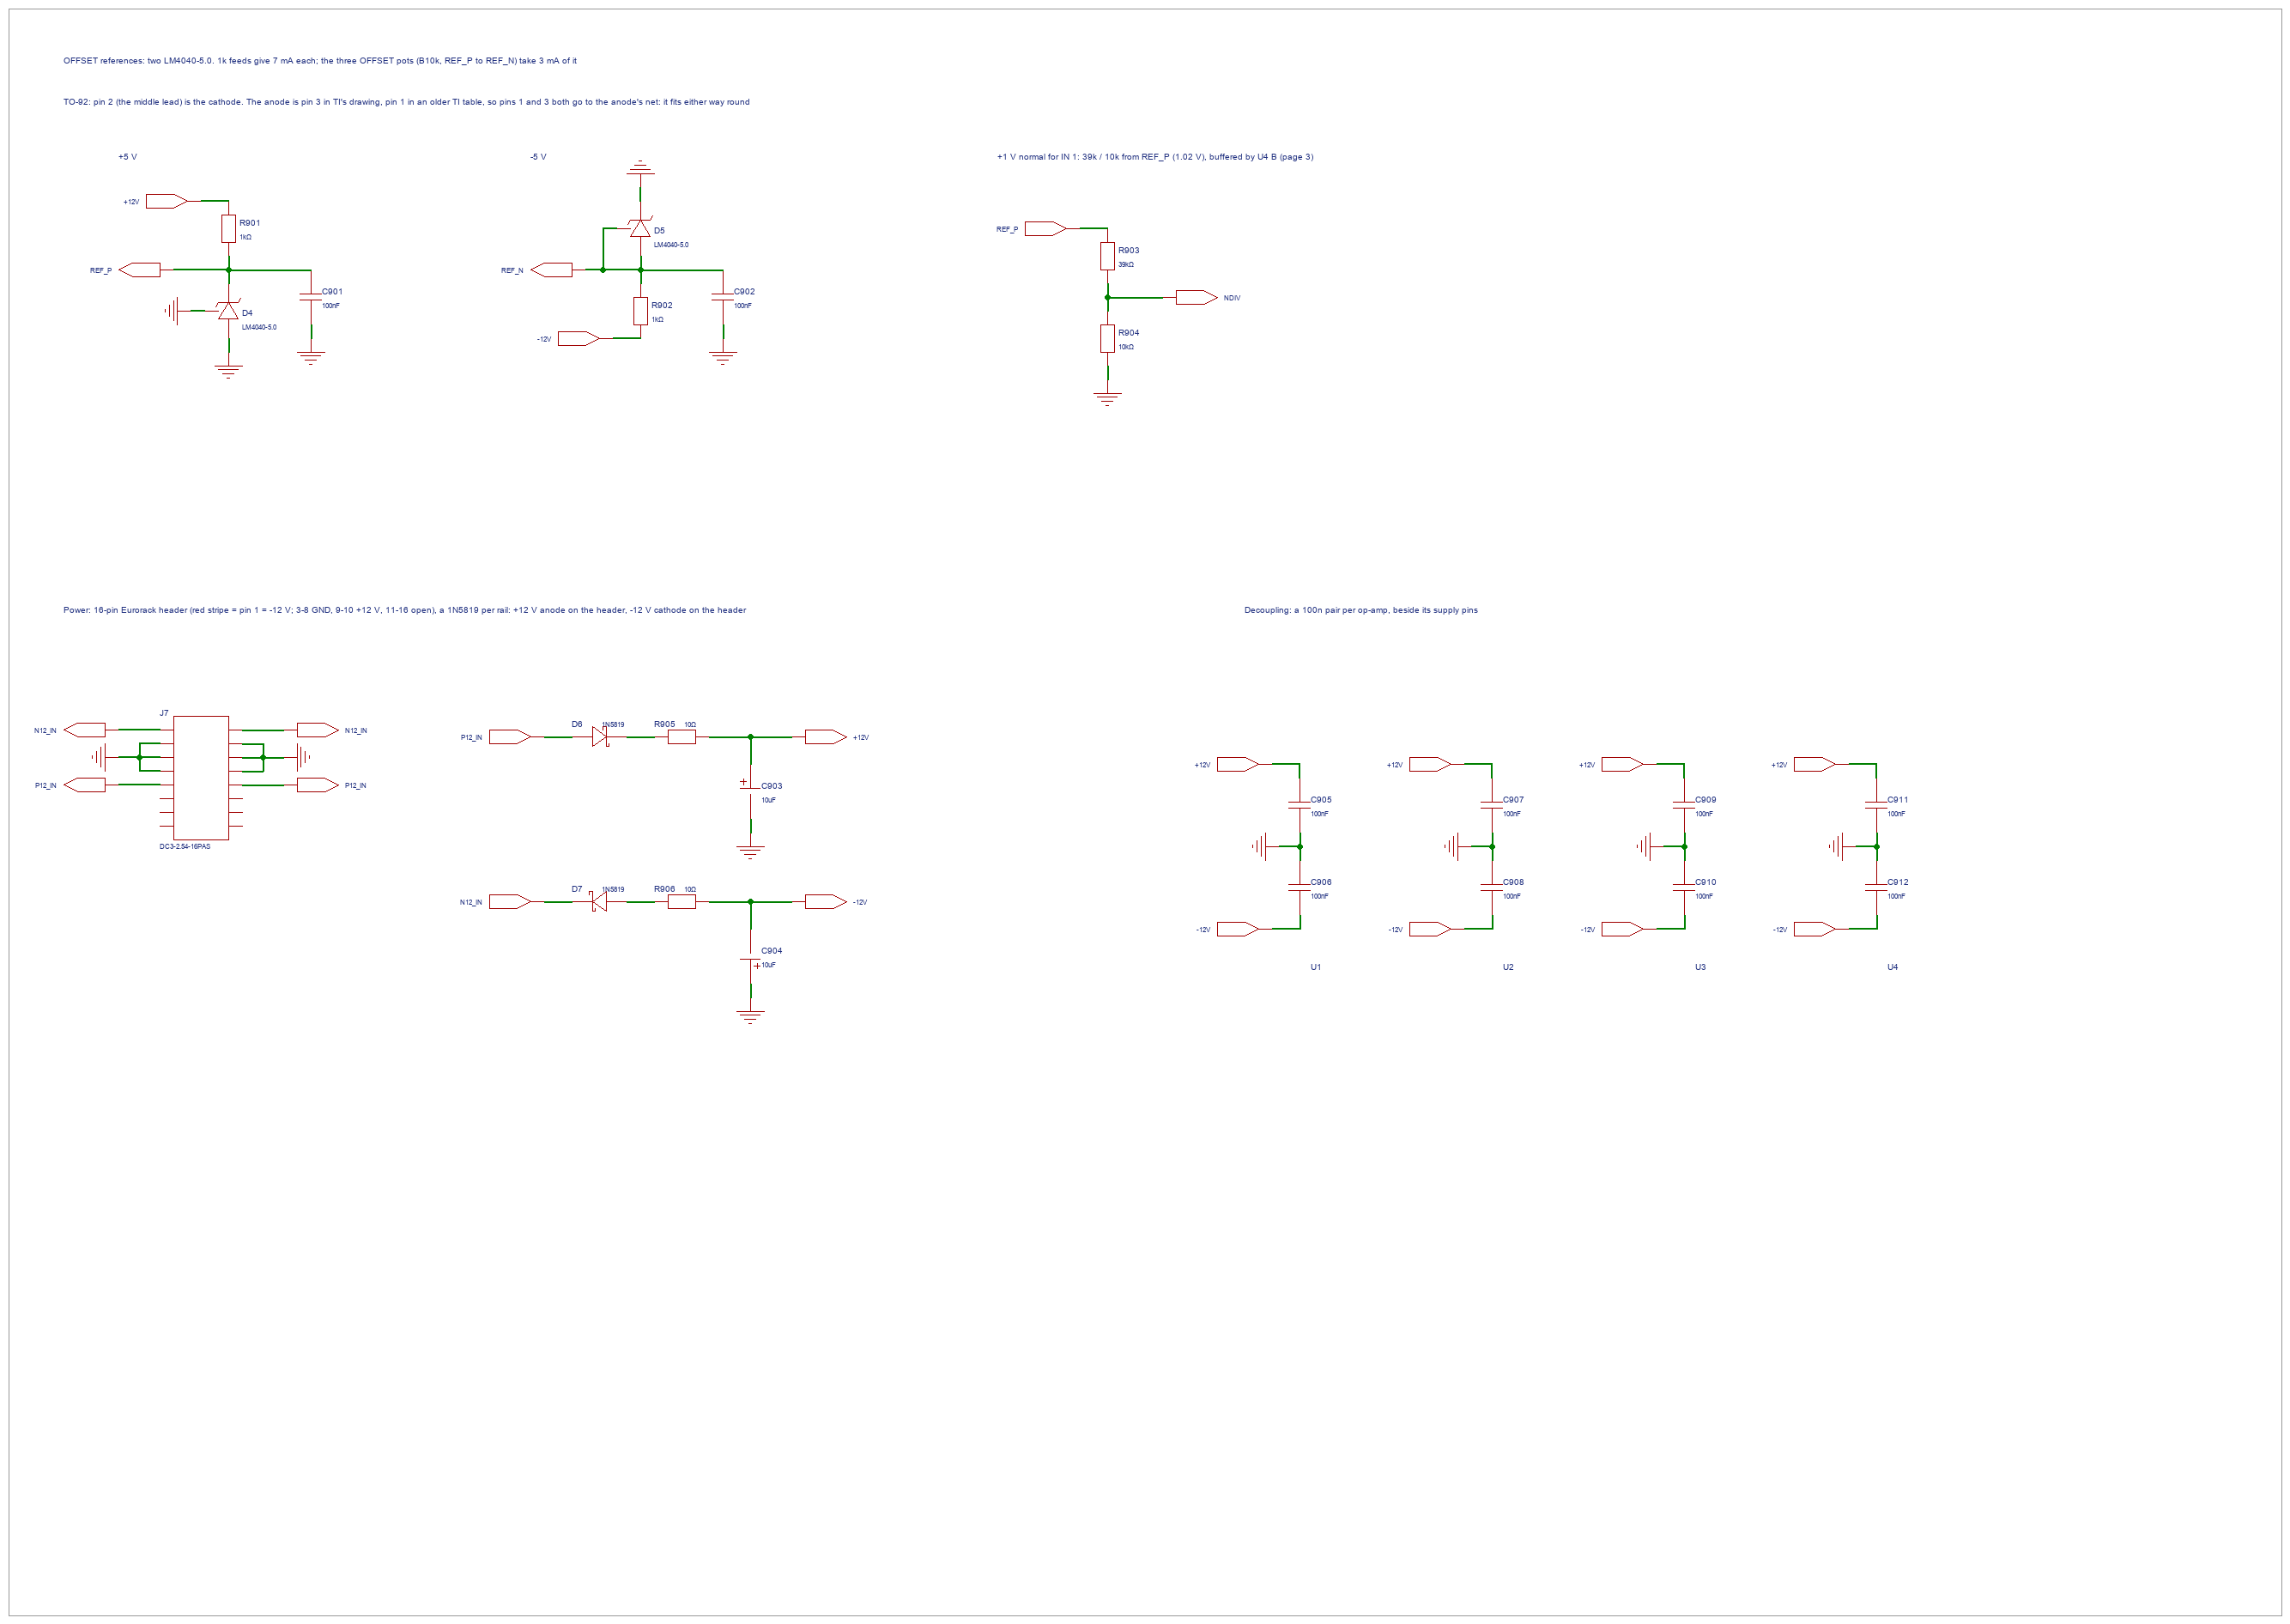 OFFSET references: two LM4040-5.0. 1k feeds give 7 mA each; the three OFFSET pots (B10k, REF_P to REF_N) take 3 mA of it
TO-92: pin 2 (the middle lead) is the cathode. The anode is pin 3 in TI's drawing, pin 1 in an older TI table, so pins 1 and 3 both go to the anode's net: it fits either way round
+5 V
-5 V
+1 V normal for IN 1: 39k / 10k from REF_P (1.02 V), buffered by U4 B (page 3)
+12V
R901
1kΩ
REF_P
D4
LM4040-5.0
C901
100nF
D5
LM4040-5.0
REF_N
R902
1kΩ
-12V
C902
100nF
REF_P
R903
39kΩ
NDIV
R904
10kΩ
Power: 16-pin Eurorack header (red stripe = pin 1 = -12 V; 3-8 GND, 9-10 +12 V, 11-16 open), a 1N5819 per rail: +12 V anode on the header, -12 V cathode on the header
Decoupling: a 100n pair per op-amp, beside its supply pins
J7
N12_IN
N12_IN
P12_IN
P12_IN
DC3-2.54-16PAS
P12_IN
D6
1N5819
R905
10Ω
+12V
+
C903
10uF
N12_IN
D7
1N5819
R906
10Ω
-12V
C904
+
10uF
+12V
C905
100nF
C906
100nF
-12V
U1
+12V
C907
100nF
C908
100nF
-12V
U2
+12V
C909
100nF
C910
100nF
-12V
U3
+12V
C911
100nF
C912
100nF
-12V
U4